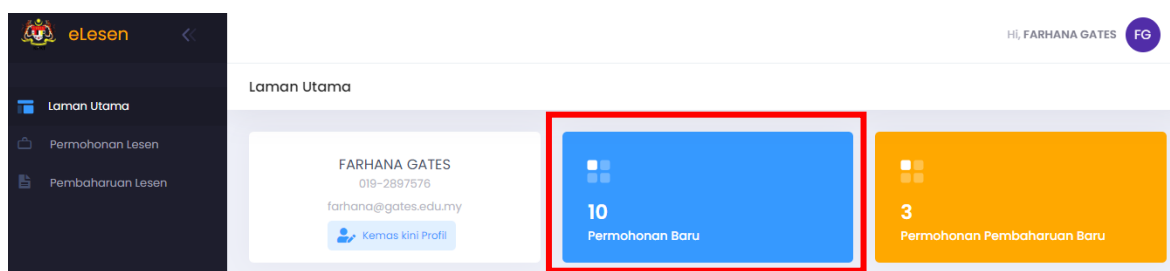 eLesen
Hi, FARHANA GATES FG
Laman Utama
Laman Utama
Permohonan Lesen
Pembaharuan Lesen
FARHANA GATES
019-2897576
farhana@gates.edu.my
Kemas kini Profil
10
Permohonan Baru
3
Permohonan Pembaharuan Baru